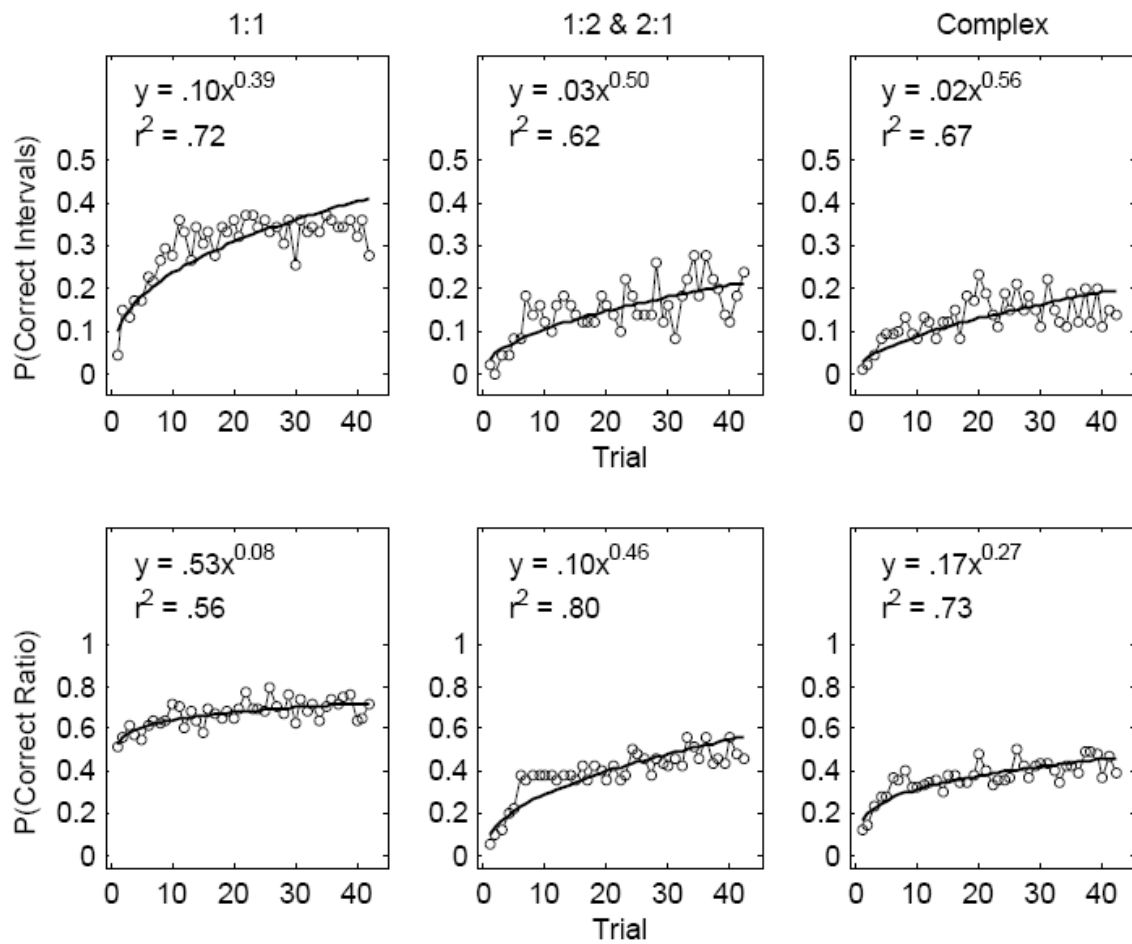 1:1
1:2 & 2:1
Complex
y = .10x^0.39
r^2 = .72
y = .03x^0.50
r^2 = .62
y = .02x^0.56
r^2 = .67
P(Correct Intervals)
0.5
0.4
0.3
0.2
0.1
0
0.5
0.4
0.3
0.2
0.1
0
0.5
0.4
0.3
0.2
0.1
0
0 10 20 30 40
0 10 20 30 40
0 10 20 30 40
Trial
y = .53x^0.08
r^2 = .56
y = .10x^0.46
r^2 = .80
y = .17x^0.27
r^2 = .73
P(Correct Ratio)
1
0.8
0.6
0.4
0.2
0
1
0.8
0.6
0.4
0.2
0
1
0.8
0.6
0.4
0.2
0
0 10 20 30 40
0 10 20 30 40
0 10 20 30 40
Trial